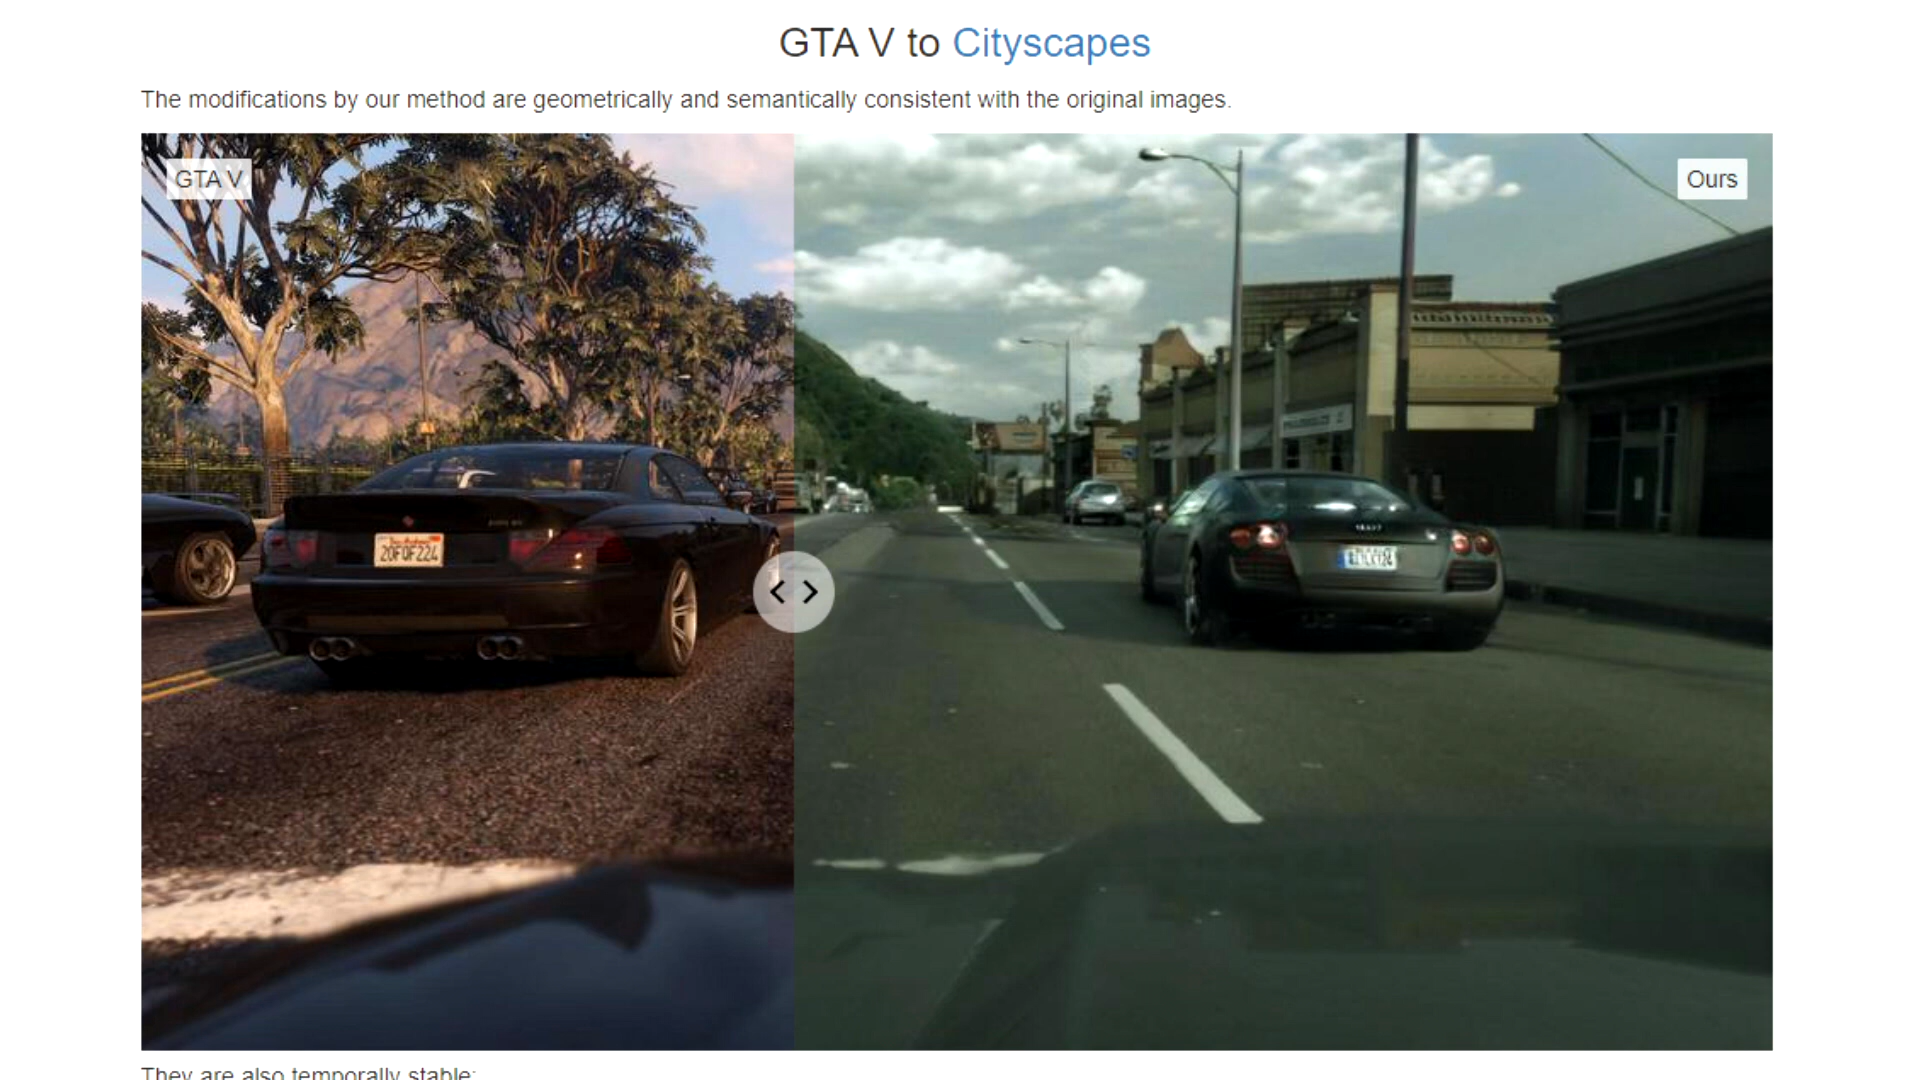 GTA V to Cityscapes
The modifications by our method are geometrically and semantically consistent with the original images.
GTA V
Ours
20FQF224
They are also temporally stable: